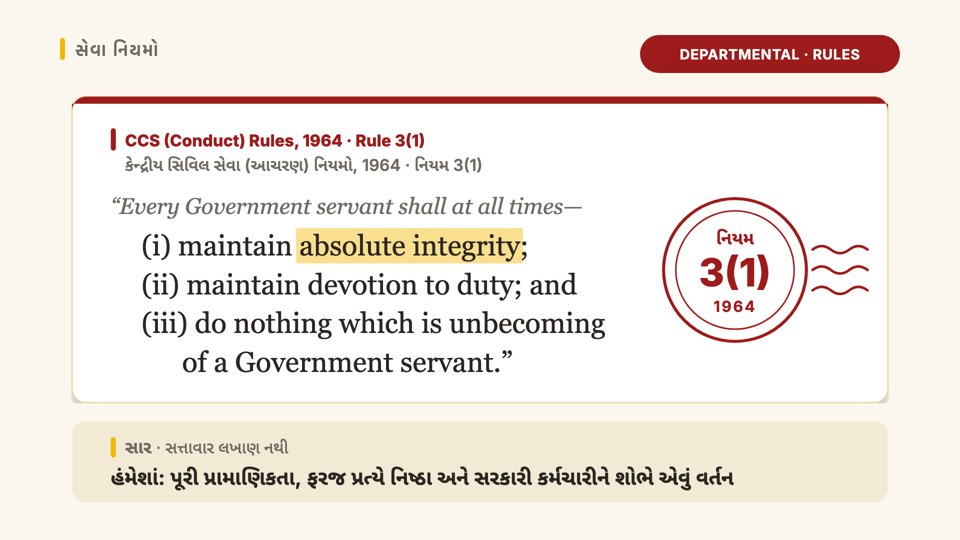 સેવા નિયમો
DEPARTMENTAL · RULES
CCS (Conduct) Rules, 1964 · Rule 3(1)
કેન્દ્રીય સિવિલ સેવા (આચરણ) નિયમો, 1964 · નિયમ 3(1)
“Every Government servant shall at all times—
(i) maintain absolute integrity;
(ii) maintain devotion to duty; and
(iii) do nothing which is unbecoming
of a Government servant.”
નિયમ
3(1)
1964
સાર · સત્તાવાર લખાણ નથી
હંમેશાં: પૂરી પ્રામાણિકતા, ફરજ પ્રત્યે નિષ્ઠા અને સરકારી કર્મચારીને શોભે એવું વર્તન